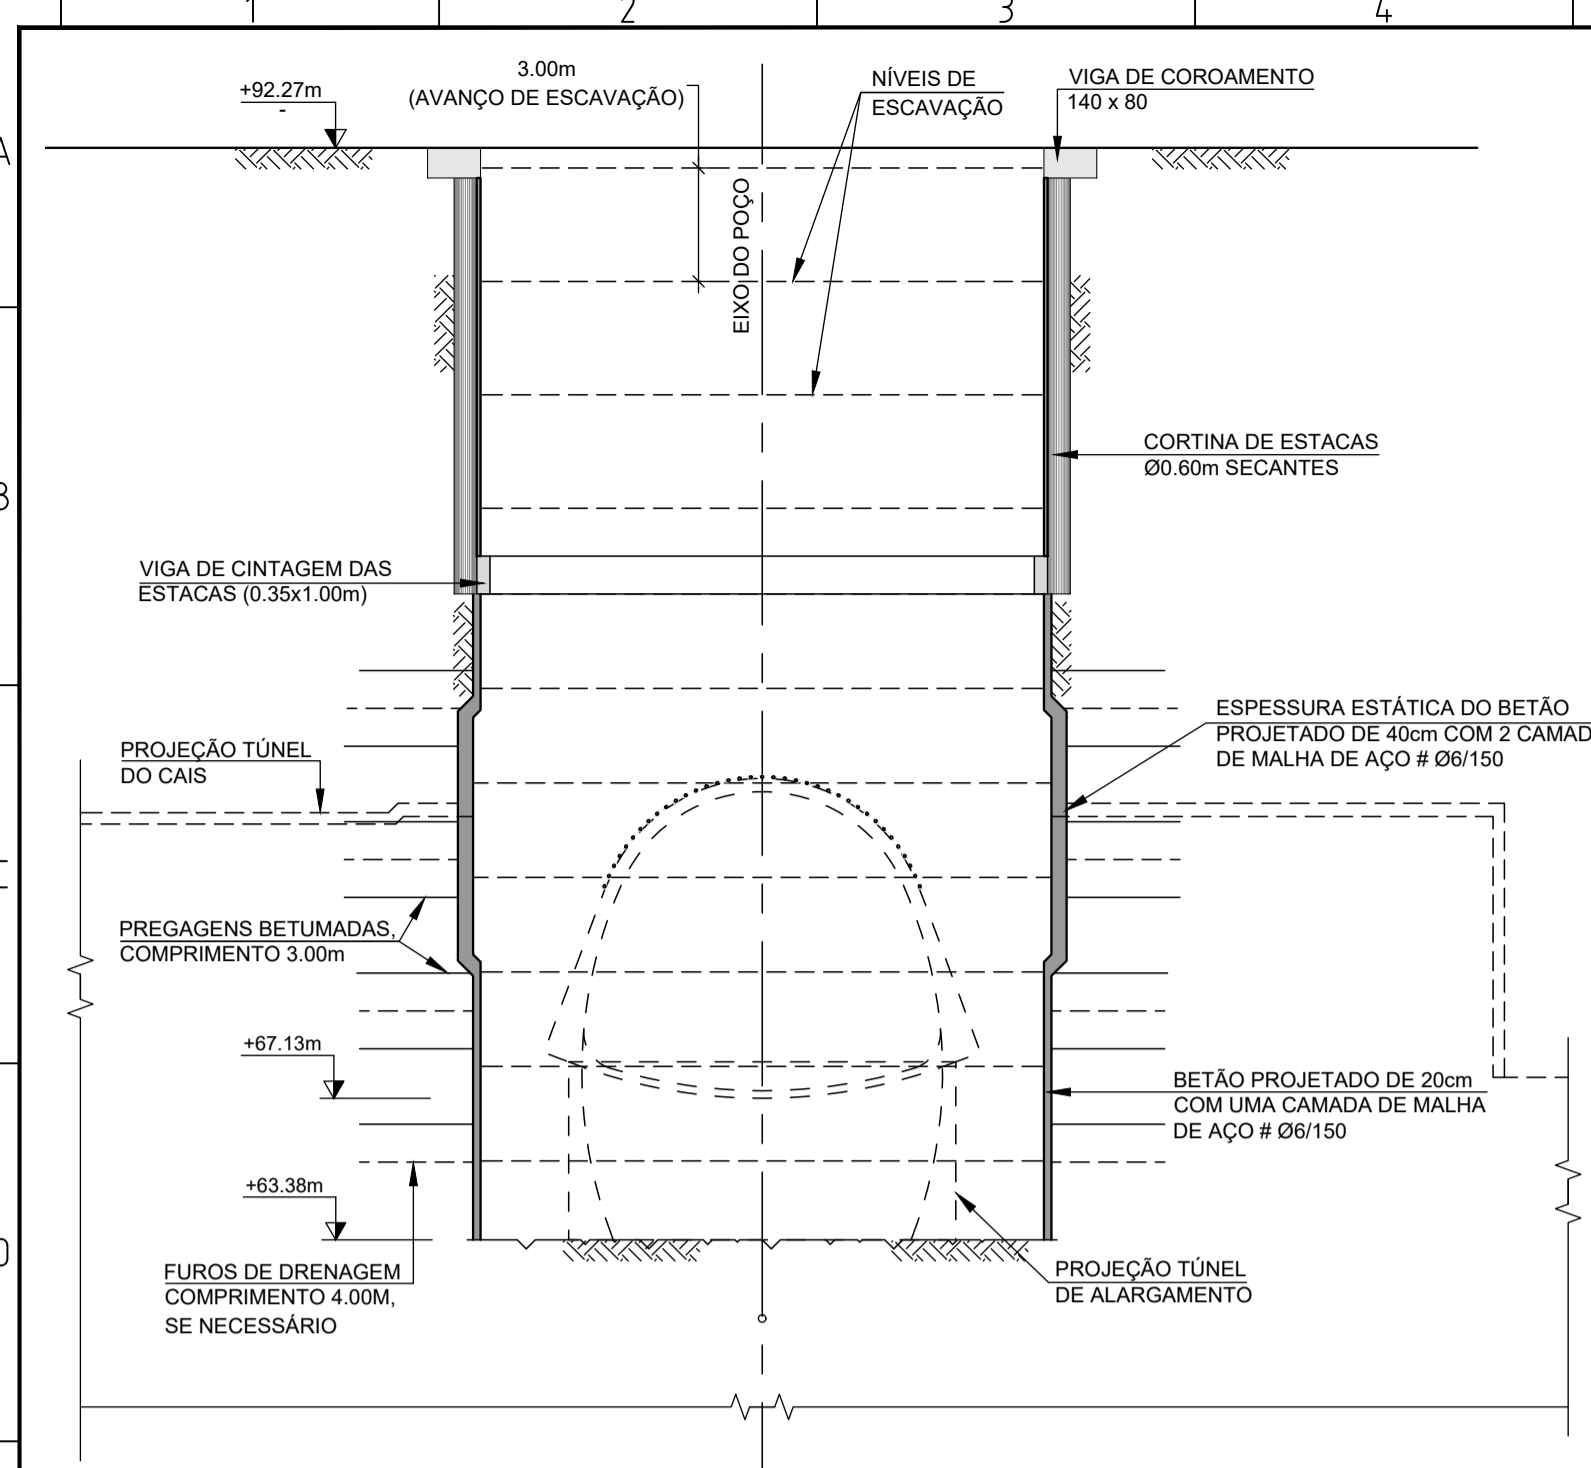 1 2 3 4
A
B
D
+92.27m
-
3.00m
(AVANÇO DE ESCAVAÇÃO)
NÍVEIS DE
ESCAVAÇÃO
VIGA DE COROAMENTO
140 x 80
EIXO DO POÇO
CORTINA DE ESTACAS
Ø0.60m SECANTES
VIGA DE CINTAGEM DAS
ESTACAS (0.35x1.00m)
ESPESSURA ESTÁTICA DO BETÃO
PROJETADO DE 40cm COM 2 CAMAD
DE MALHA DE AÇO # Ø6/150
PROJEÇÃO TÚNEL
DO CAIS
PREGAGENS BETUMADAS,
COMPRIMENTO 3.00m
+67.13m
BETÃO PROJETADO DE 20cm
COM UMA CAMADA DE MALHA
DE AÇO # Ø6/150
+63.38m
FUROS DE DRENAGEM
COMPRIMENTO 4.00M,
SE NECESSÁRIO
PROJEÇÃO TÚNEL
DE ALARGAMENTO